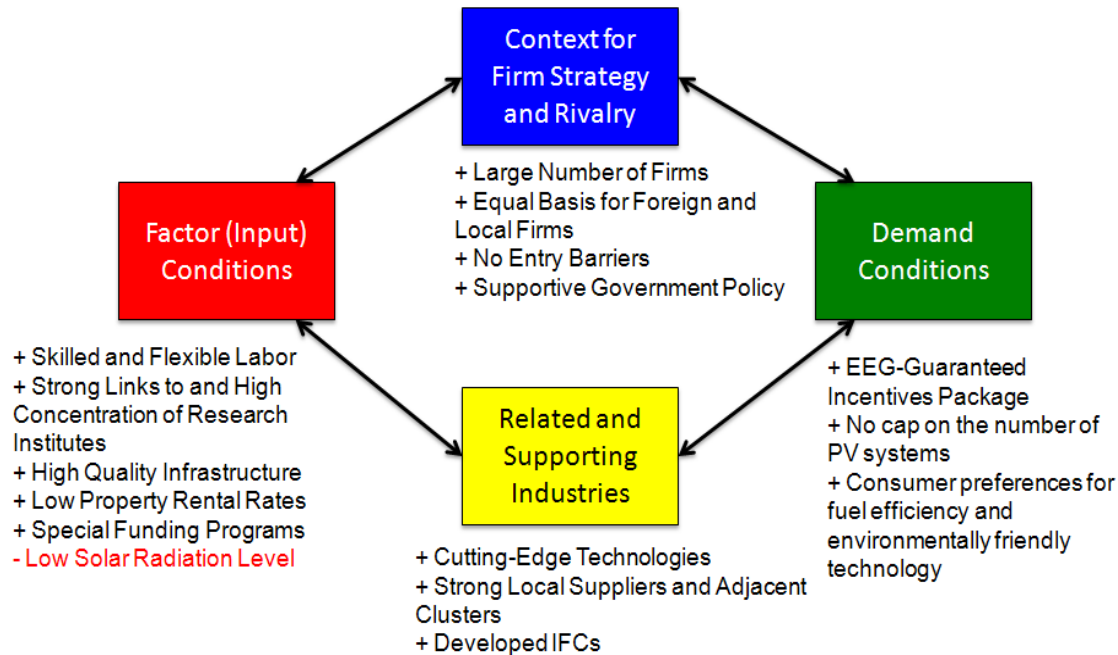 Context for
Firm Strategy
and Rivalry
+ Large Number of Firms
+ Equal Basis for Foreign and
Local Firms
+ No Entry Barriers
+ Supportive Government Policy
Factor (Input)
Conditions
+ Skilled and Flexible Labor
+ Strong Links to and High
Concentration of Research
Institutes
+ High Quality Infrastructure
+ Low Property Rental Rates
+ Special Funding Programs
- Low Solar Radiation Level
Demand
Conditions
+ EEG-Guaranteed
Incentives Package
+ No cap on the number of
PV systems
+ Consumer preferences for
fuel efficiency and
environmentally friendly
technology
Related and
Supporting
Industries
+ Cutting-Edge Technologies
+ Strong Local Suppliers and Adjacent
Clusters
+ Developed IFCs